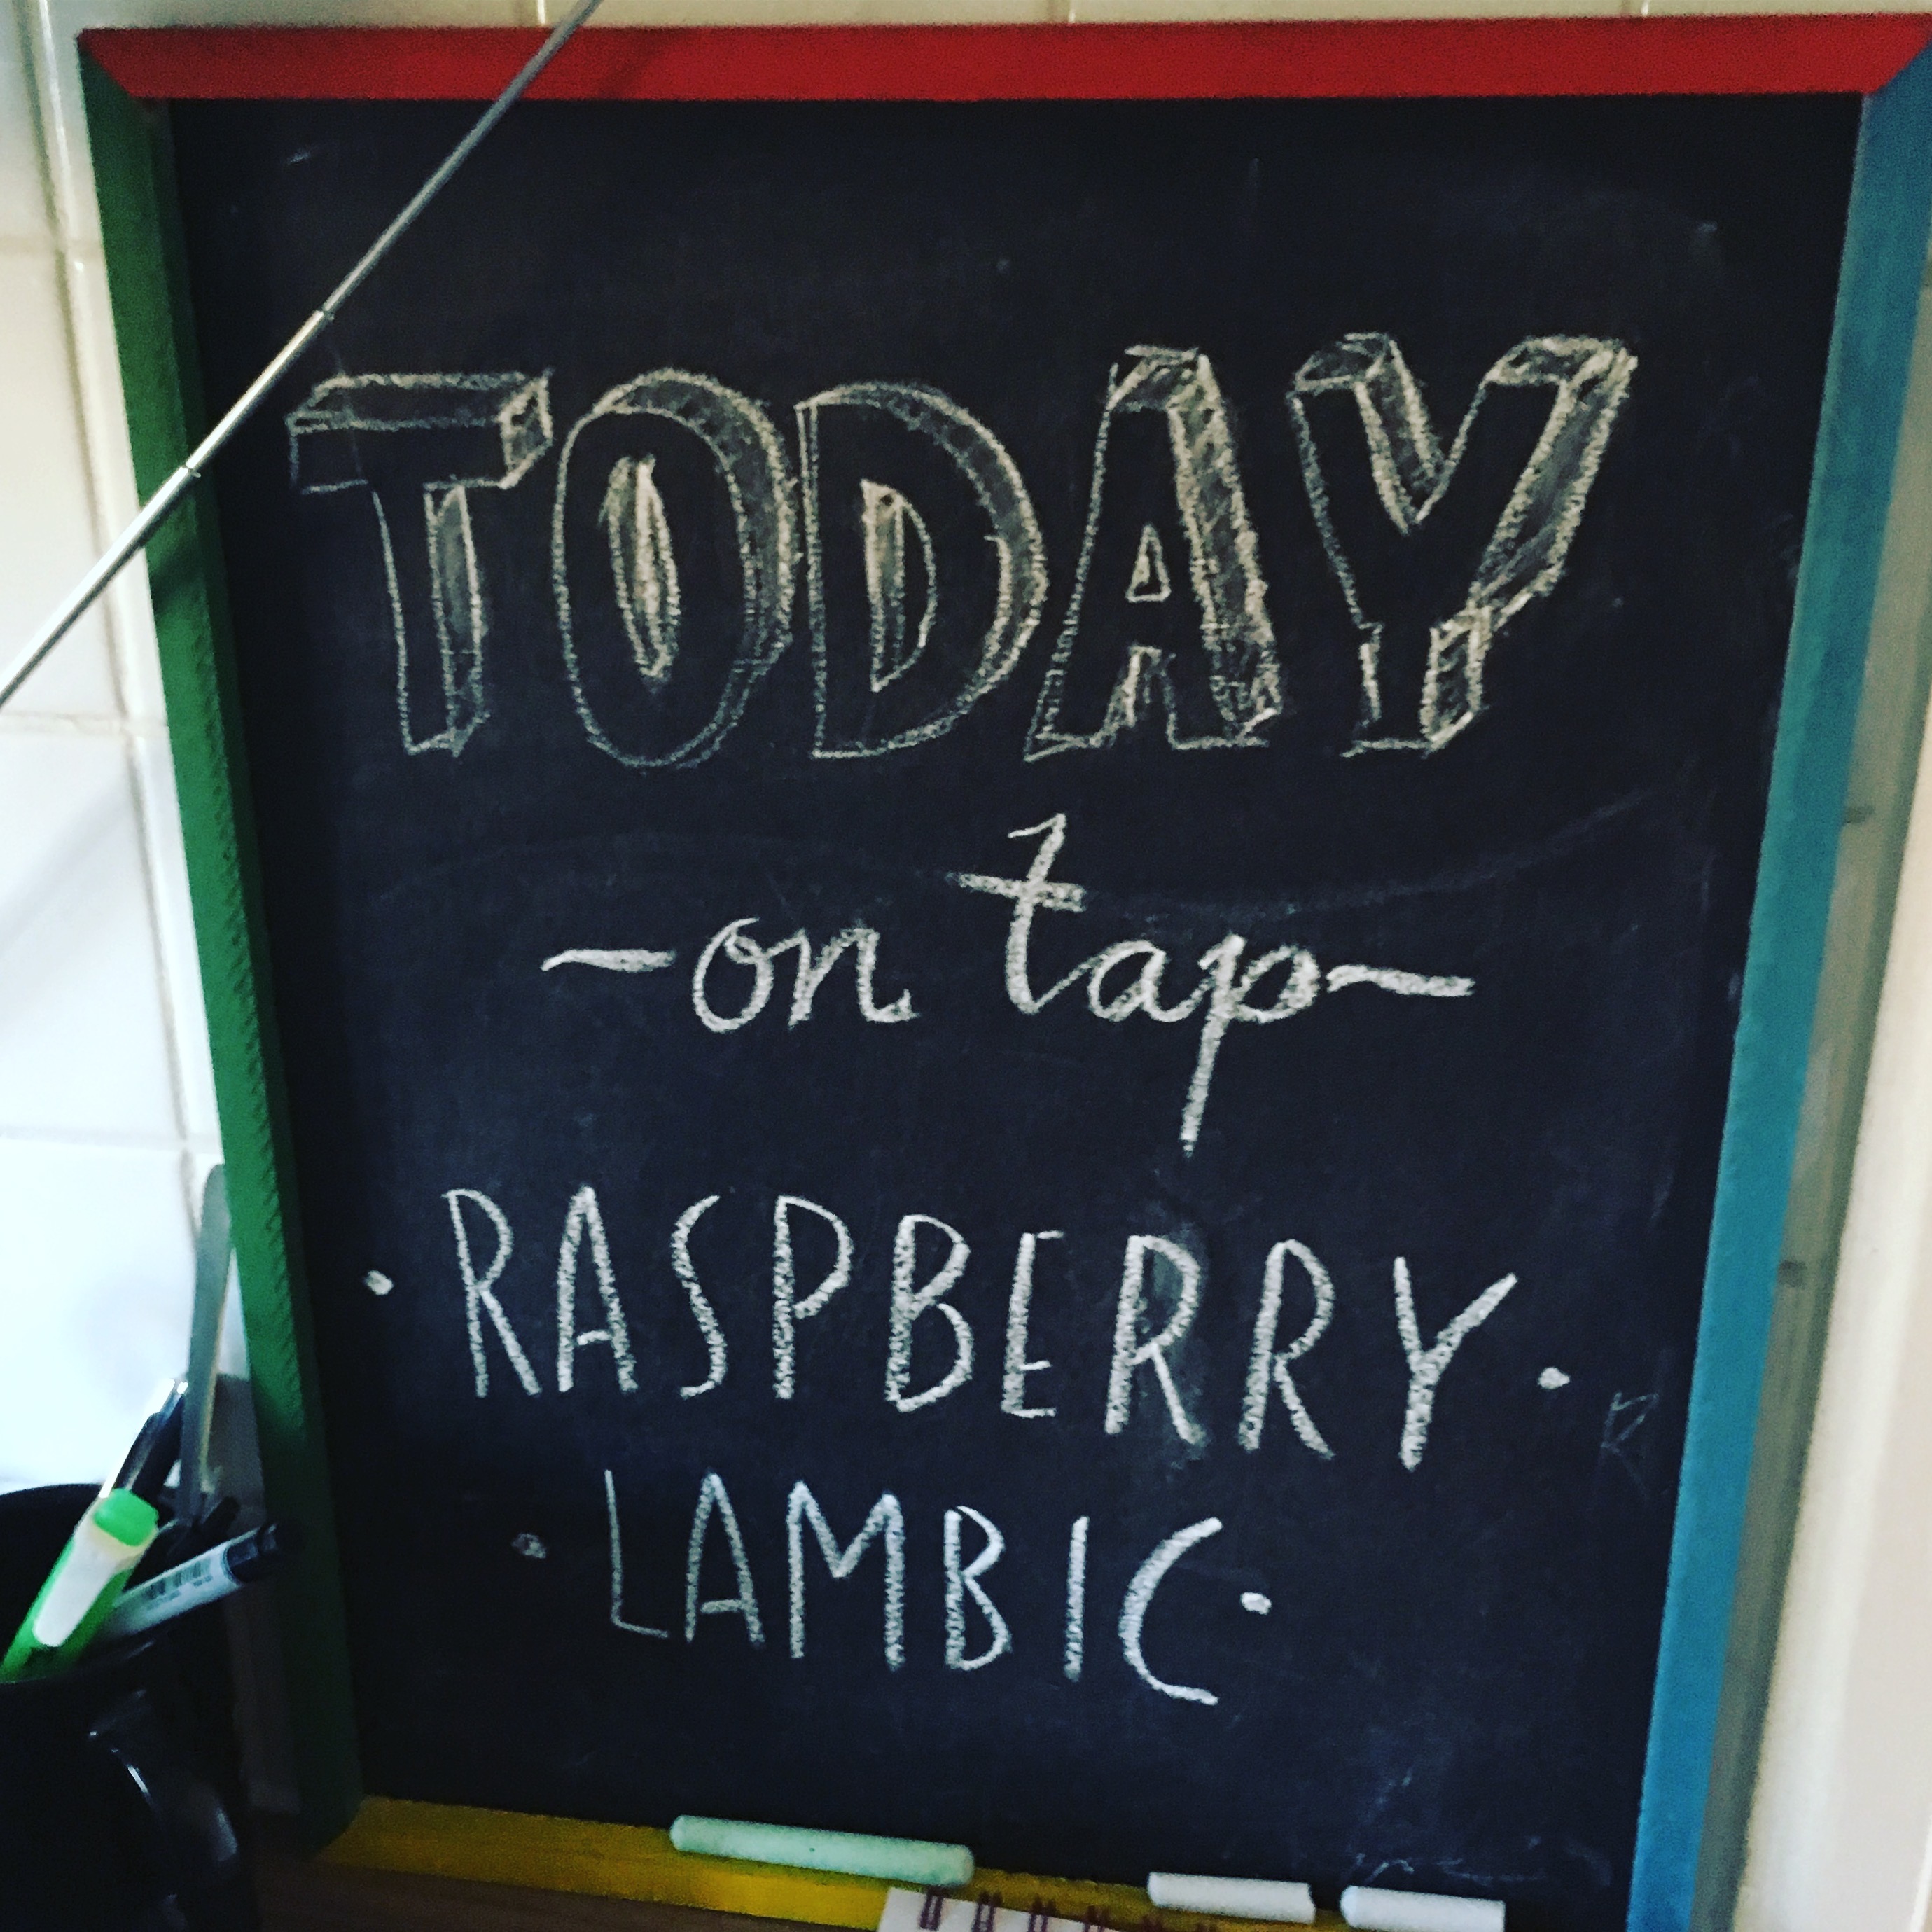 TODAY
-on tap-
· RASPBERRY ·
· LAMBIC ·